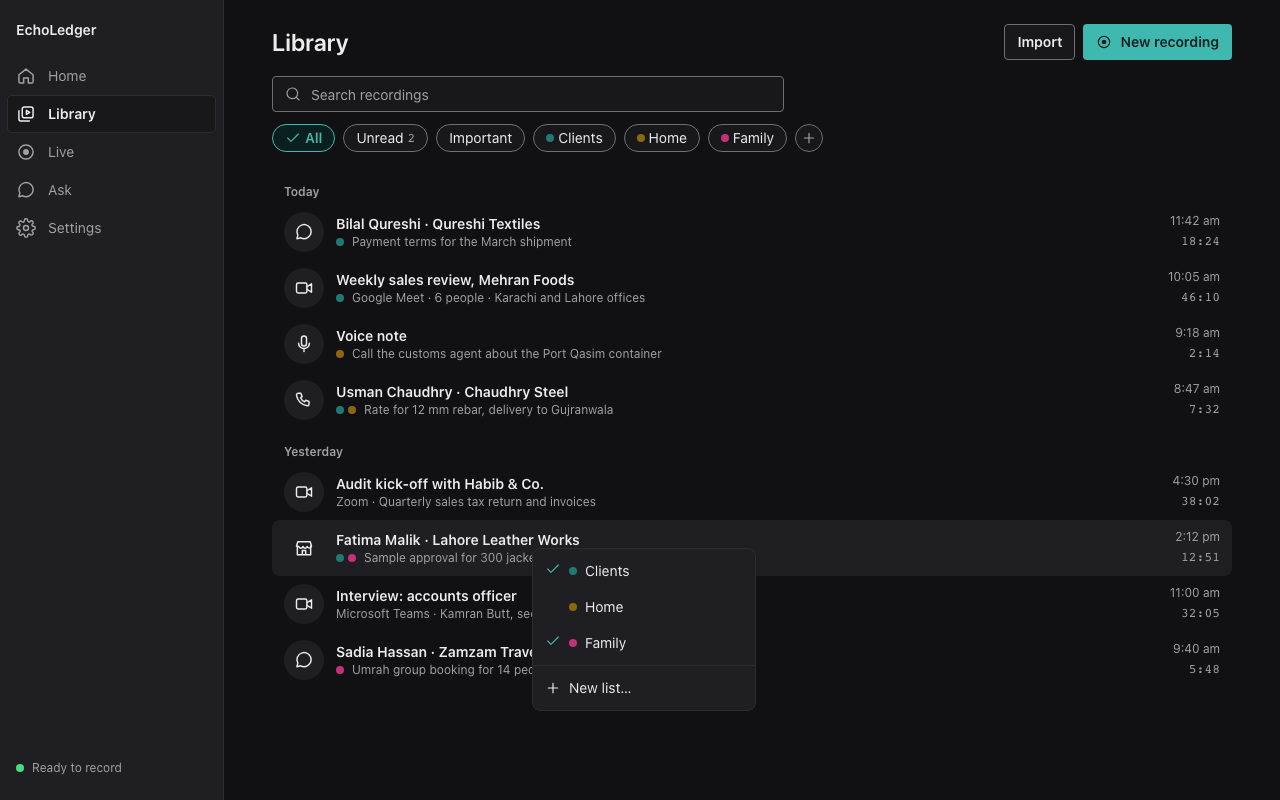 EchoLedger
Home
Library
Live
Ask
Settings
Ready to record
Library
Import
New recording
Search recordings
All
Unread 2
Important
Clients
Home
Family
Today
Bilal Qureshi · Qureshi Textiles
11:42 am
Payment terms for the March shipment
18:24
Weekly sales review, Mehran Foods
10:05 am
Google Meet · 6 people · Karachi and Lahore offices
46:10
Voice note
9:18 am
Call the customs agent about the Port Qasim container
2:14
Usman Chaudhry · Chaudhry Steel
8:47 am
Rate for 12 mm rebar, delivery to Gujranwala
7:32
Yesterday
Audit kick-off with Habib & Co.
4:30 pm
Zoom · Quarterly sales tax return and invoices
38:02
Fatima Malik · Lahore Leather Works
2:12 pm
Sample approval for 300
12:51
Interview: accounts officer
11:00 am
Microsoft Teams · Kamran Butt,
32:05
Sadia Hassan · Zamzam
9:40 am
Umrah group booking for 14
5:48
Clients
Home
Family
New list...